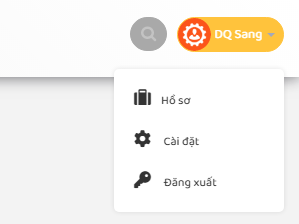 DQ Sang
Hồ sơ
Cài đặt
Đăng xuất